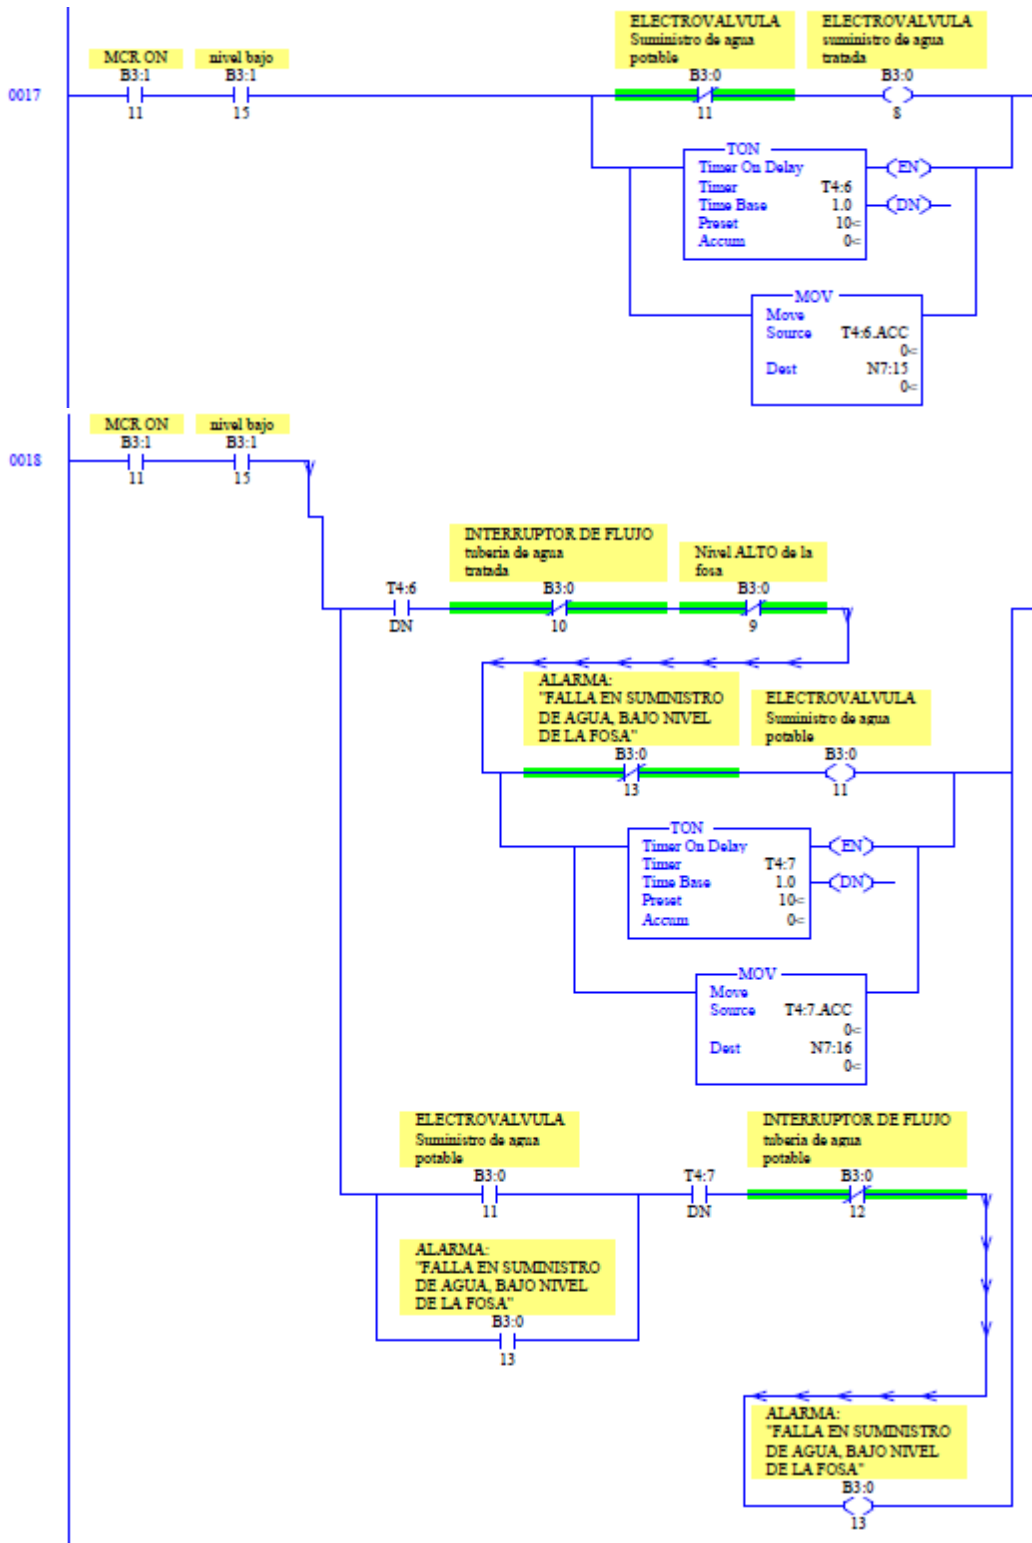 ELECTROVALVULA
Suministro de agua
potable
ELECTROVALVULA
suministro de agua
tratada
MCR ON
nivel bajo
B3:1
B3:1
B3:0
B3:0
0017
11
15
11
8
TON
Timer On Delay
EN
Timer T4:6
Time Base 1.0
DN
Preset 10<
Accum 0<
MOV
Move
Source T4:6.ACC
0<
Dest N7:15
0<
MCR ON
nivel bajo
B3:1
B3:1
0018
11
15
INTERRUPTOR DE FLUJO
tuberia de agua
tratada
Nivel ALTO de la
fosa
T4:6
B3:0
B3:0
DN
10
9
ALARMA:
"FALLA EN SUMINISTRO
DE AGUA, BAJO NIVEL
DE LA FOSA"
ELECTROVALVULA
Suministro de agua
potable
B3:0
B3:0
13
11
TON
Timer On Delay
EN
Timer T4:7
Time Base 1.0
DN
Preset 10<
Accum 0<
MOV
Move
Source T4:7.ACC
0<
Dest N7:16
0<
ELECTROVALVULA
Suministro de agua
potable
INTERRUPTOR DE FLUJO
tuberia de agua
potable
B3:0
T4:7
B3:0
11
DN
12
ALARMA:
"FALLA EN SUMINISTRO
DE AGUA, BAJO NIVEL
DE LA FOSA"
B3:0
13
ALARMA:
"FALLA EN SUMINISTRO
DE AGUA, BAJO NIVEL
DE LA FOSA"
B3:0
13